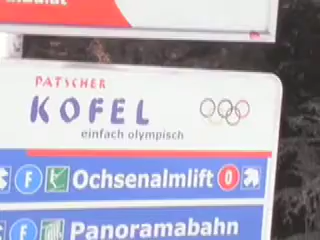 PATSCHER
KOFEL
einfach olympisch
F Ochsenalmlift 0
F Panoramabahn